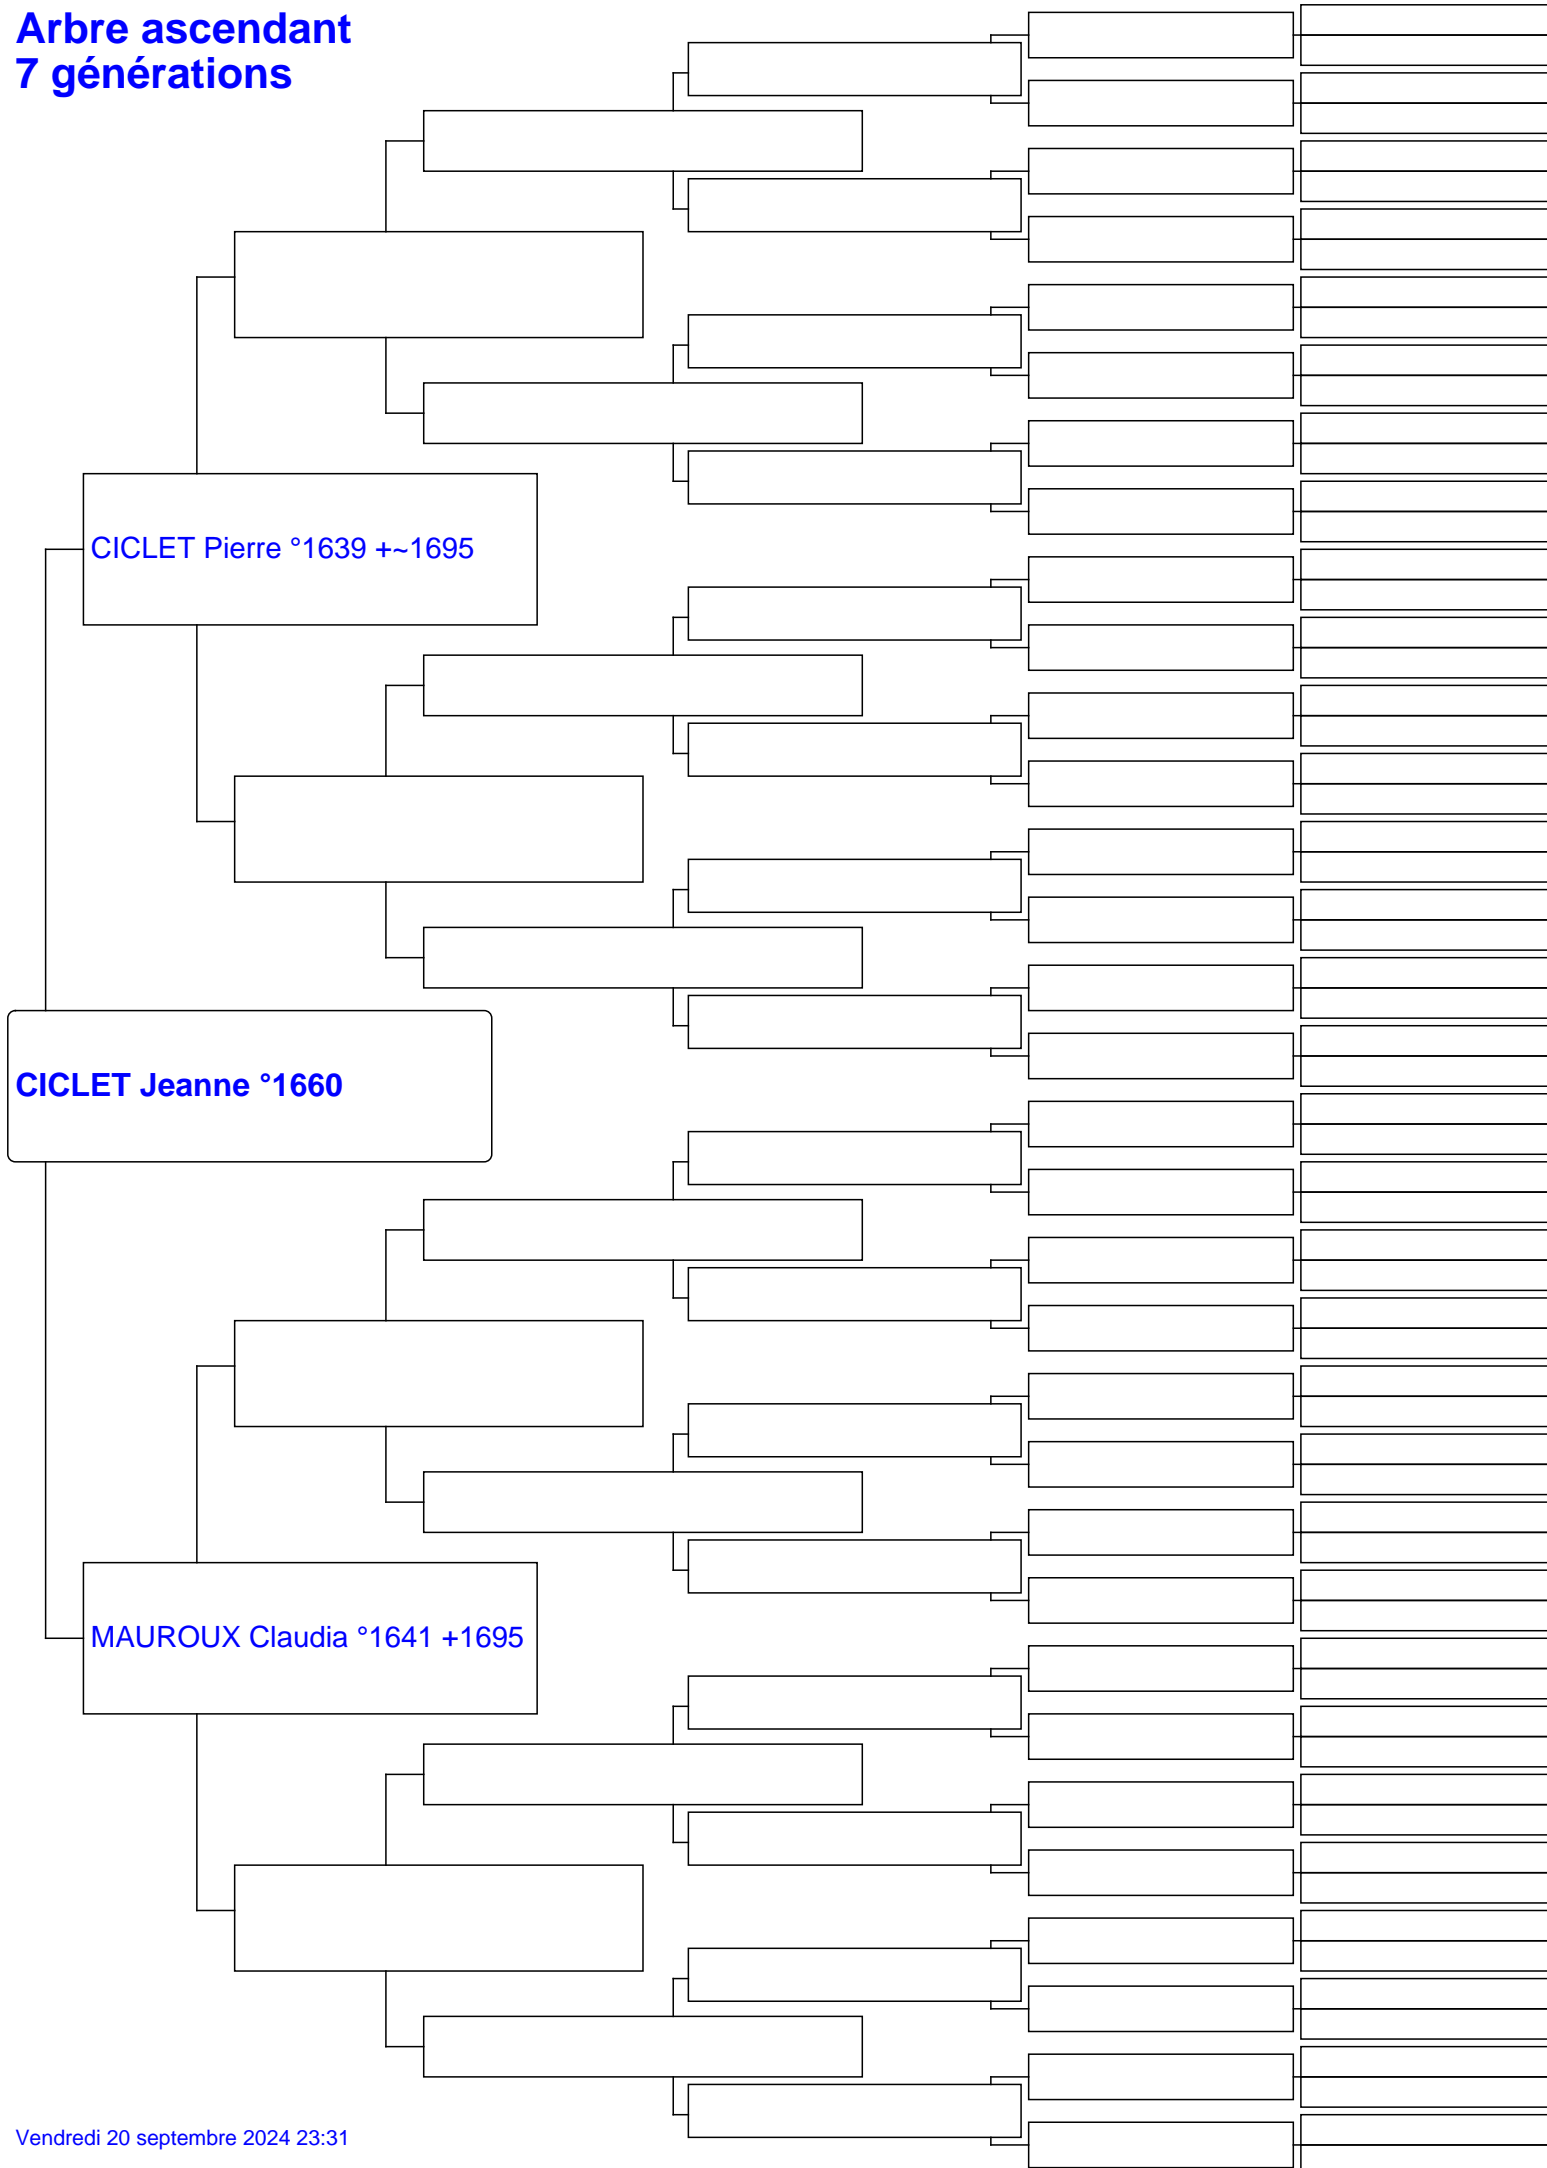 Arbre ascendant
7 générations
CICLET Pierre °1639 +~1695
CICLET Jeanne °1660
MAUROUX Claudia °1641 +1695
Vendredi 20 septembre 2024 23:31